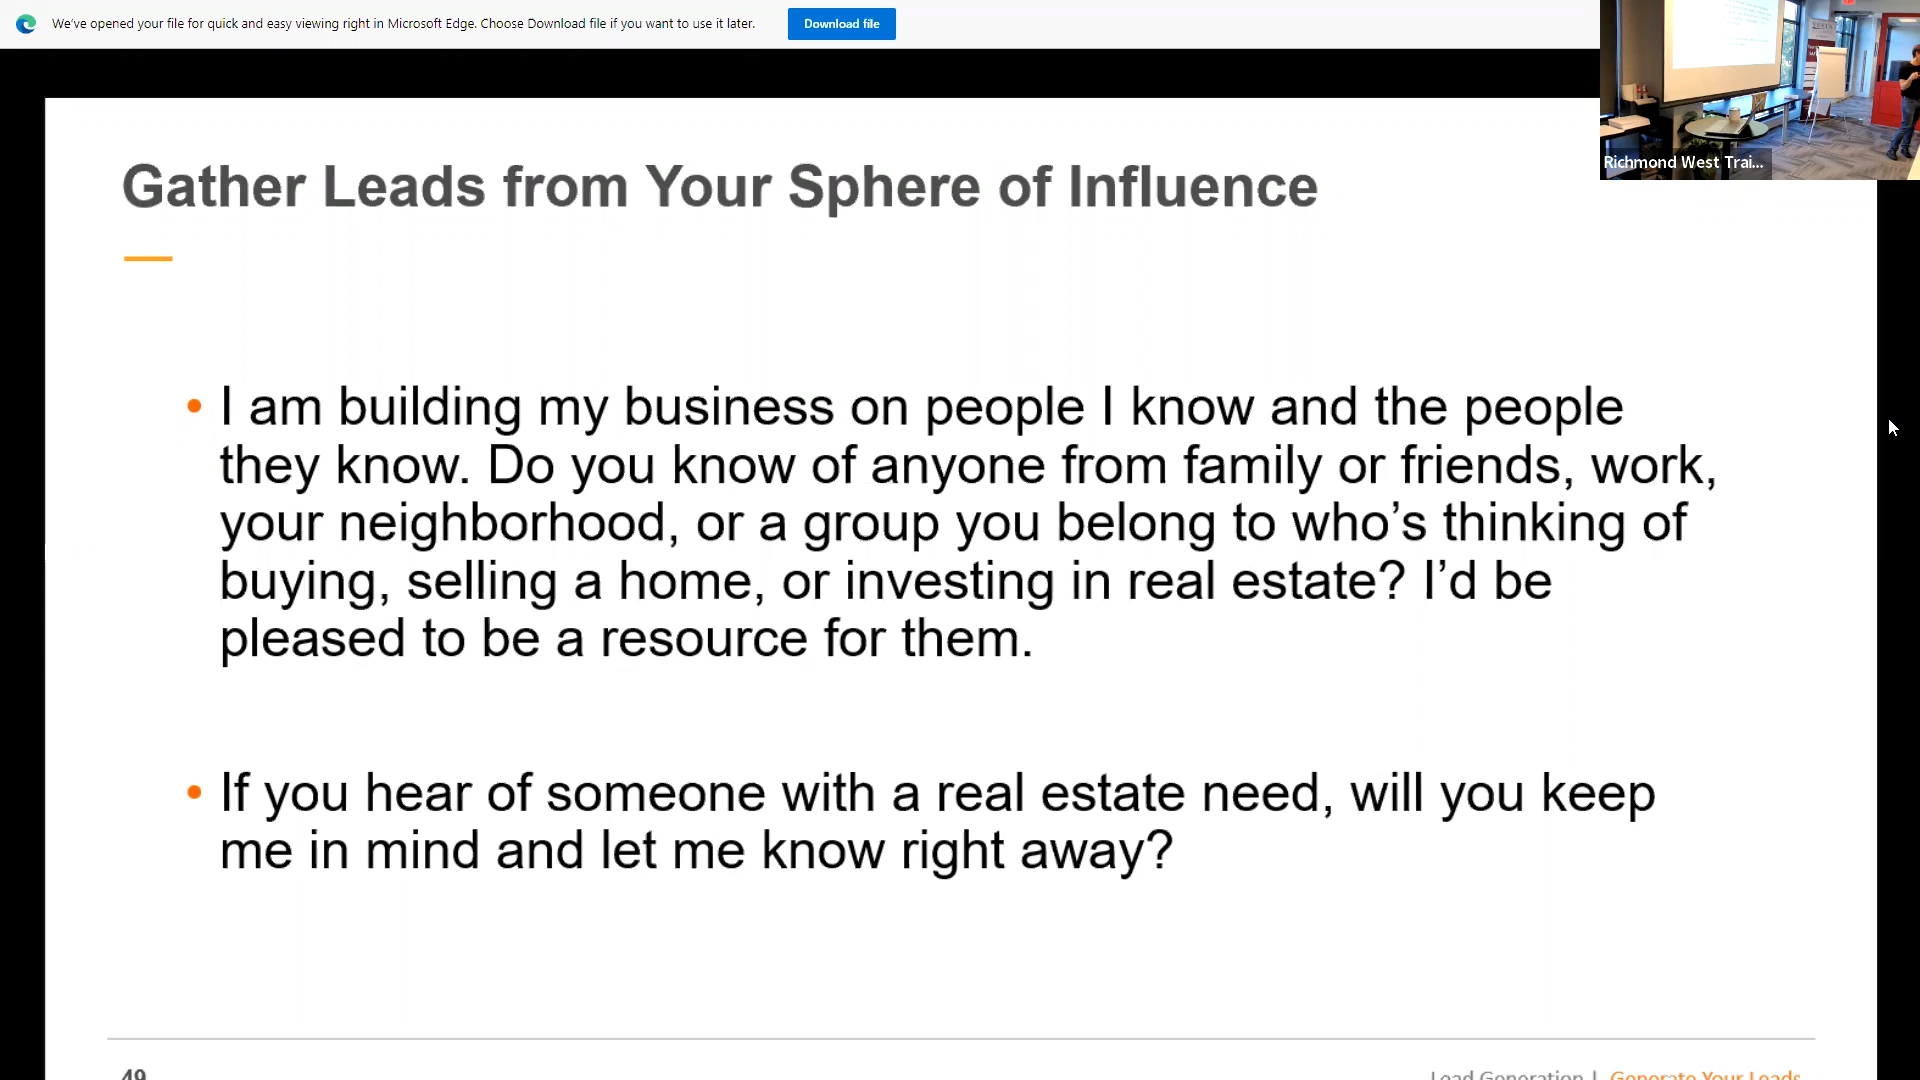 We've opened your file for quick and easy viewing right in Microsoft Edge. Choose Download file if you want to use it later.
Download file
Richmond West Trai...
Gather Leads from Your Sphere of Influence
• I am building my business on people I know and the people
they know. Do you know of anyone from family or friends, work,
your neighborhood, or a group you belong to who's thinking of
buying, selling a home, or investing in real estate? I'd be
pleased to be a resource for them.
• If you hear of someone with a real estate need, will you keep
me in mind and let me know right away?
49
Lead Generation | Generate Your Leads